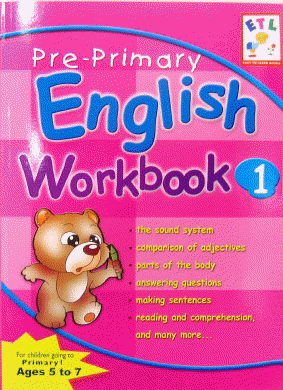 ETL
Pre-Primary
English
Workbook 1
• the sound system
• comparison of adjectives
• parts of the body
• answering questions
• making sentences
• reading and comprehension,
and many more...
For children going to
Primary 1
Ages 5 to 7